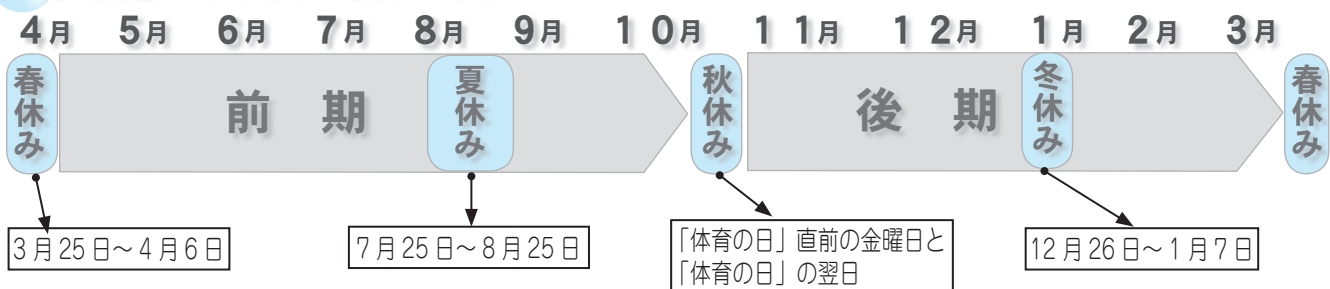 4月 5月 6月 7月 8月 9月 10月 11月 12月 1月 2月 3月
春休み
前期
夏休み
秋休み
後期
冬休み
春休み
3月25日～4月6日
7月25日～8月25日
「体育の日」直前の金曜日と
「体育の日」の翌日
12月26日～1月7日